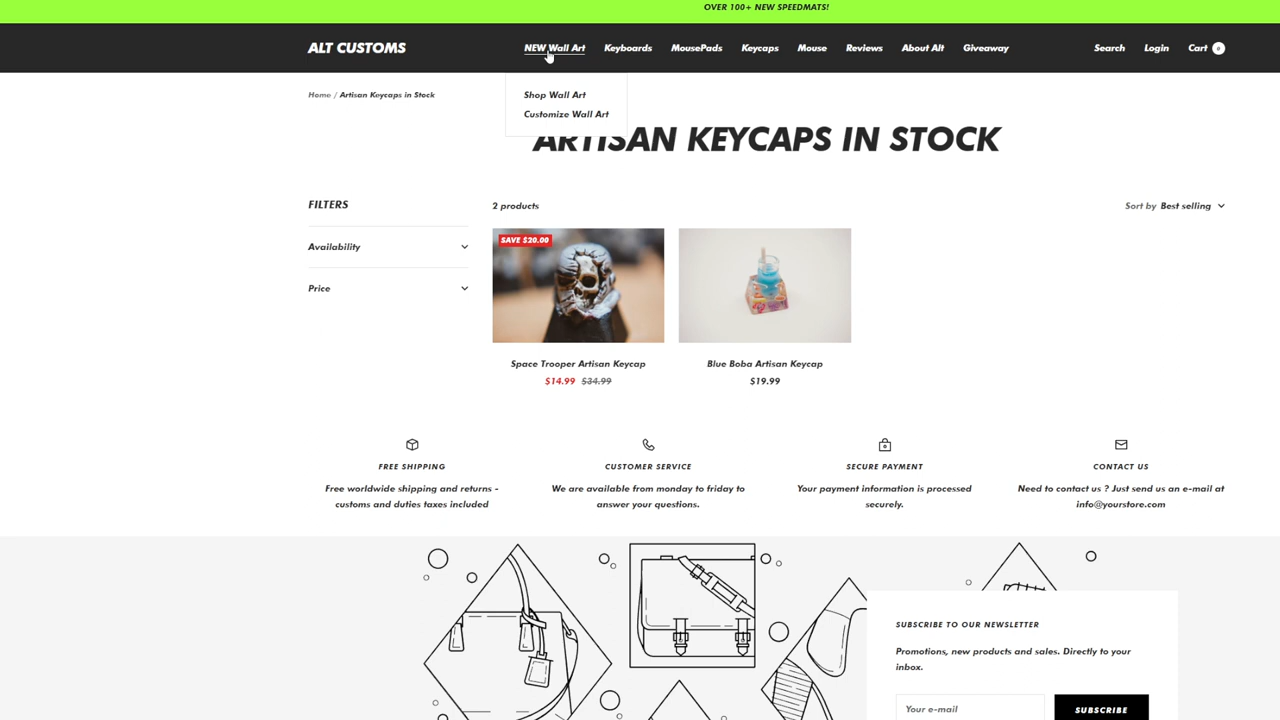 OVER 100+ NEW SPEEDMATS!
ALT CUSTOMS
NEW Wall Art
Keyboards
MousePads
Keycaps
Mouse
Reviews
About Alt
Giveaway
Search
Login
Cart 0
Shop Wall Art
Customize Wall Art
Home / Artisan Keycaps in Stock
ARTISAN KEYCAPS IN STOCK
FILTERS
Availability
Price
2 products
Sort by Best selling
SAVE $20.00
Space Trooper Artisan Keycap
$14.99 $34.99
Blue Boba Artisan Keycap
$19.99
FREE SHIPPING
Free worldwide shipping and returns -
customs and duties taxes included
CUSTOMER SERVICE
We are available from monday to friday to
answer your questions.
SECURE PAYMENT
Your payment information is processed
securely.
CONTACT US
Need to contact us ? Just send us an e-mail at
info@yourstore.com
SUBSCRIBE TO OUR NEWSLETTER
Promotions, new products and sales. Directly to your
inbox.
Your e-mail
SUBSCRIBE